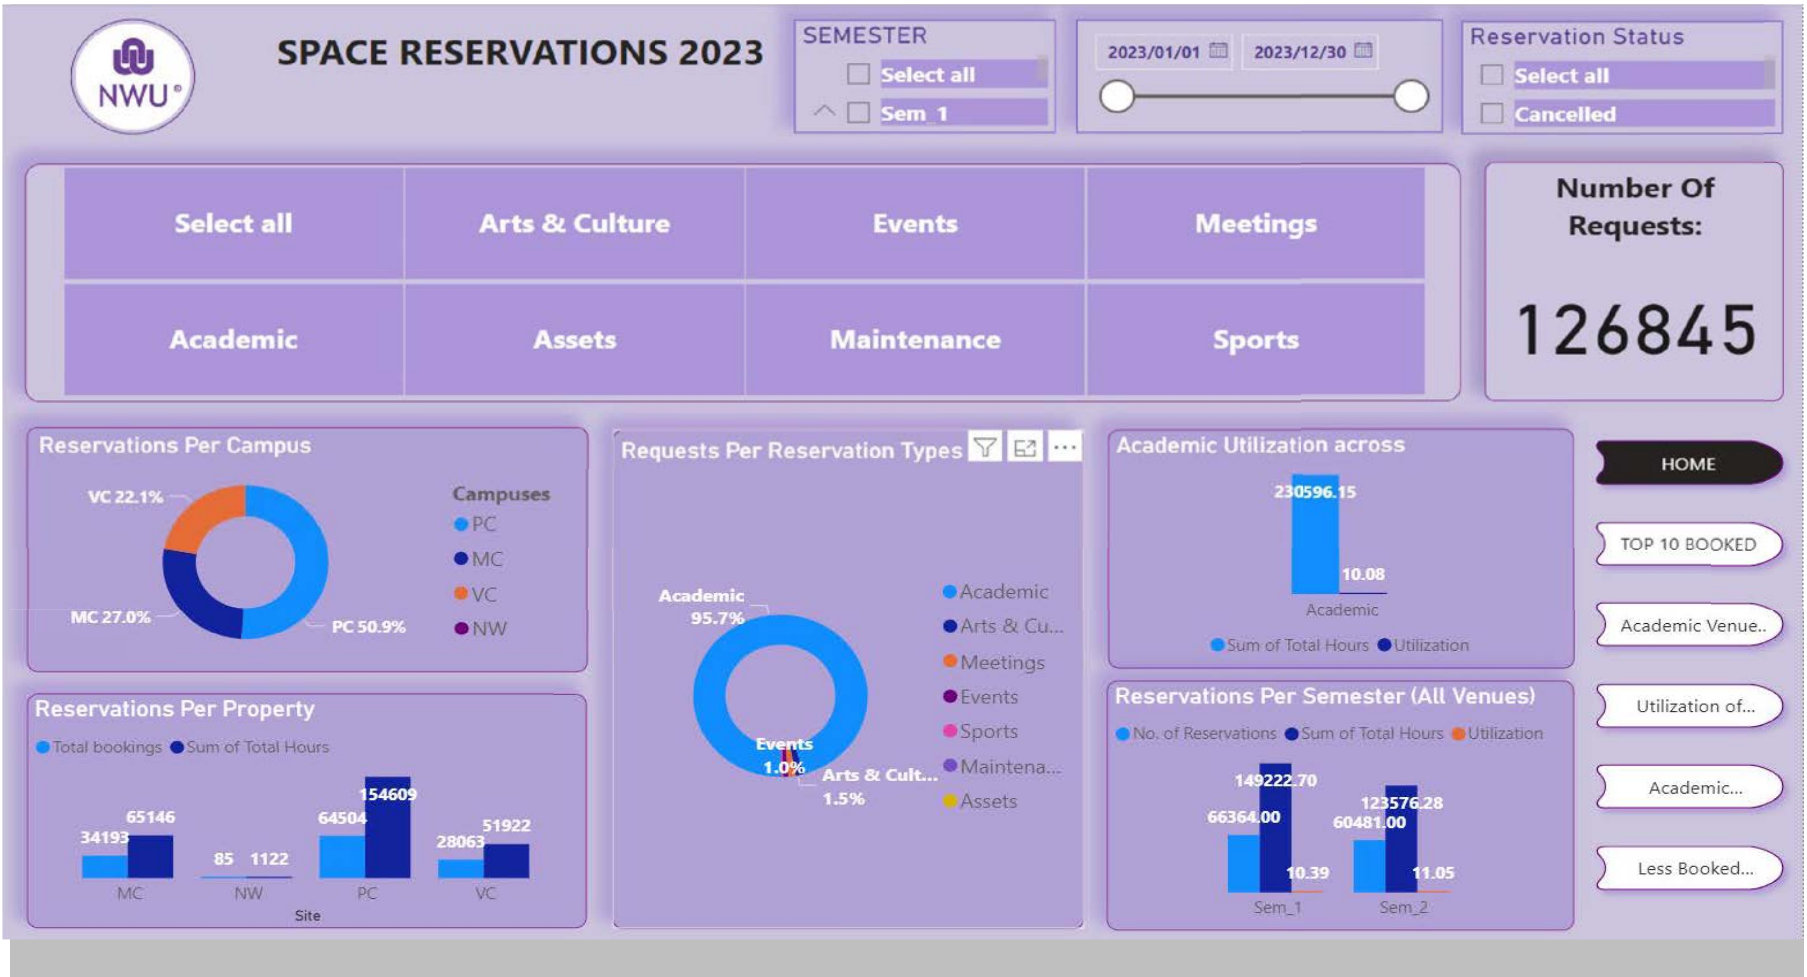 NWU®
SPACE RESERVATIONS 2023
SEMESTER
Select all
Sem_1
2023/01/01
2023/12/30
Reservation Status
Select all
Cancelled
Select all
Arts & Culture
Events
Meetings
Academic
Assets
Maintenance
Sports
Number Of
Requests:
126845
Reservations Per Campus
VC 22.1%
MC 27.0%
PC 50.9%
Campuses
PC
MC
VC
NW
Reservations Per Property
Total bookings
Sum of Total Hours
34193
65146
85
1122
64504
154609
28063
51922
MC
NW
PC
VC
Site
Requests Per Reservation Types
Academic
95.7%
Events
1.0%
Arts & Cult...
1.5%
Academic
Arts & Cu...
Meetings
Events
Sports
Maintena...
Assets
Academic Utilization across
230596.15
10.08
Academic
Sum of Total Hours
Utilization
Reservations Per Semester (All Venues)
No. of Reservations
Sum of Total Hours
Utilization
66364.00
149222.70
10.39
60481.00
123576.28
11.05
Sem_1
Sem_2
HOME
TOP 10 BOOKED
Academic Venue..
Utilization of...
Academic...
Less Booked...